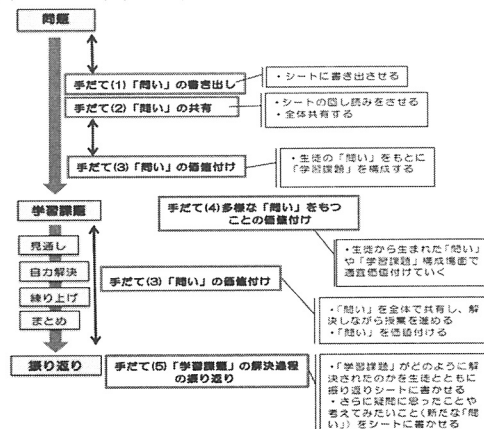 問題
手だて(1)「問い」の書き出し
・シートに書き出させる
手だて(2)「問い」の共有
・シートの回し読みをさせる
・全体共有する
手だて(3)「問い」の価値付け
・生徒の「問い」をもとに
「学習課題」を構成する
学習課題
手だて(4)多様な「問い」をもつ
ことの価値付け
・生徒から生まれた「問い」
や「学習課題」構成場面で
適宜価値付けていく
見通し
自力解決
練り上げ
まとめ
手だて(3)「問い」の価値付け
・「問い」を全体で共有し、解
決しながら授業を進める
・「問い」を価値付ける
振り返り
手だて(5)「学習課題」の解決過程
の振り返り
・「学習課題」がどのように解
決されたのかを生徒とともに
振り返りシートに書かせる
・さらに疑問に思ったことや
考えてみたいこと(新たな「問
い」)をシートに書かせる